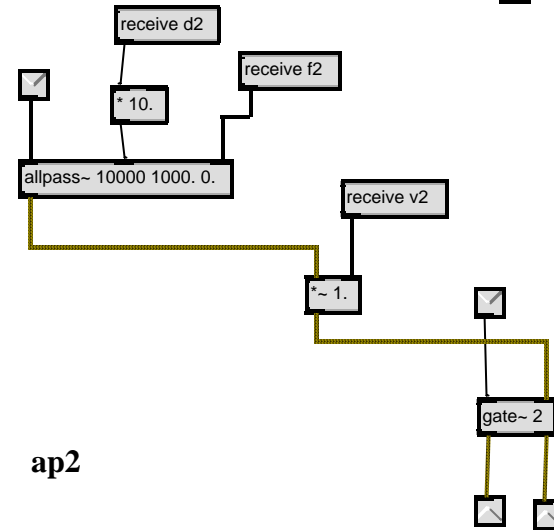 receive d2
receive f2
* 10.
allpass~ 10000 1000. 0.
receive v2
*~ 1.
gate~ 2
ap2